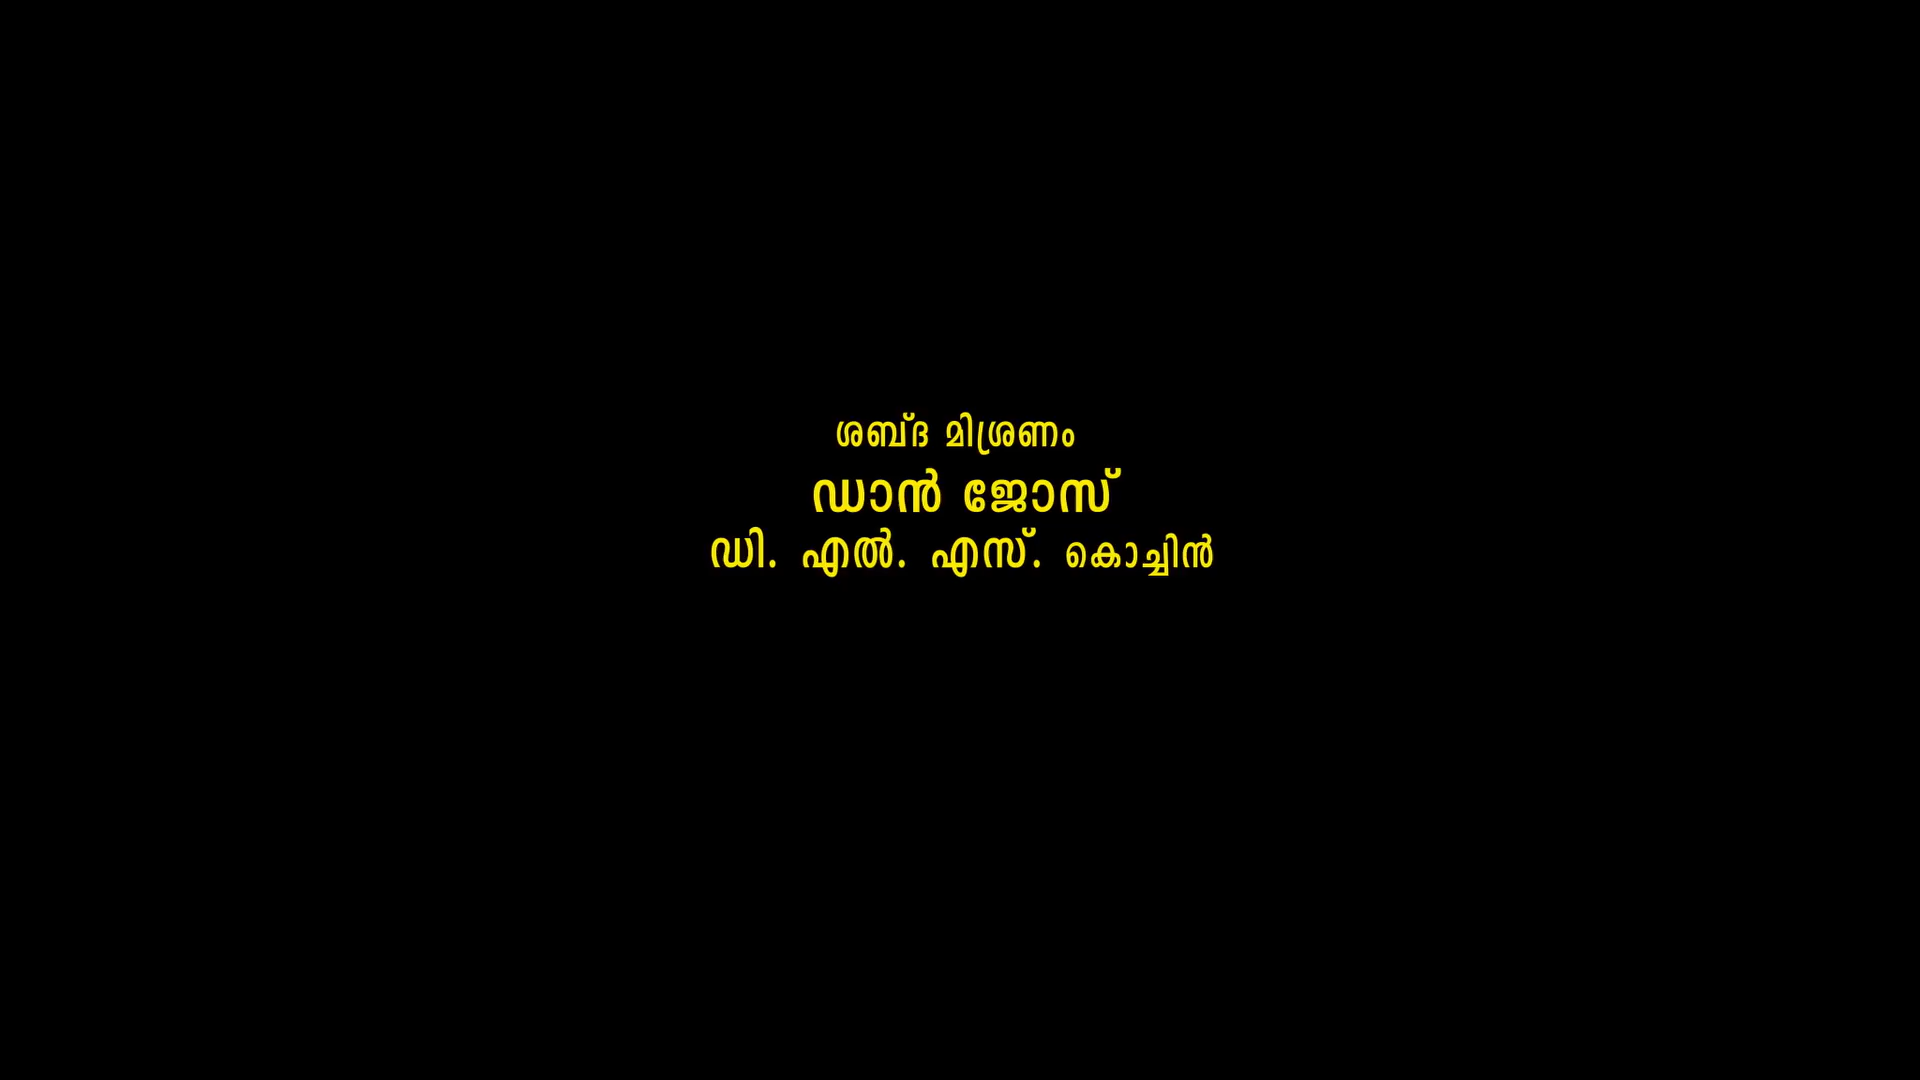 ശബ്ദ മിശ്രണം
ഡാൻ ജോസ്
ഡി. എൽ. എസ്. കൊച്ചിൻ